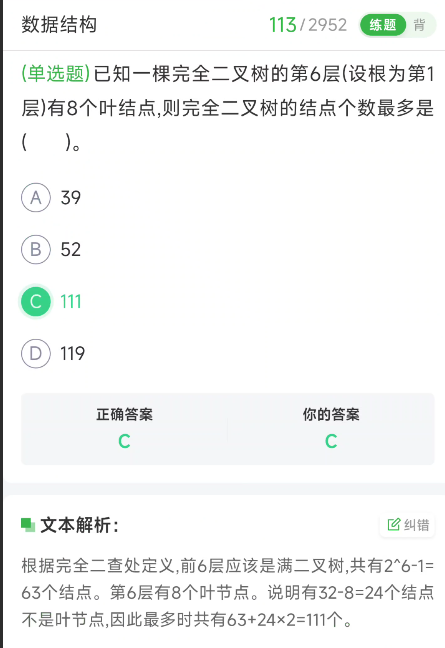 数据结构 113/2952 练题 背
(单选题)已知一棵完全二叉树的第6层(设根为第1
层)有8个叶结点,则完全二叉树的结点个数最多是
( )。
A 39
B 52
C 111
D 119
正确答案 你的答案
C C
文本解析： 纠错
根据完全二查处定义,前6层应该是满二叉树,共有2^6-1=
63个结点。第6层有8个叶节点。说明有32-8=24个结点
不是叶节点,因此最多时共有63+24×2=111个。